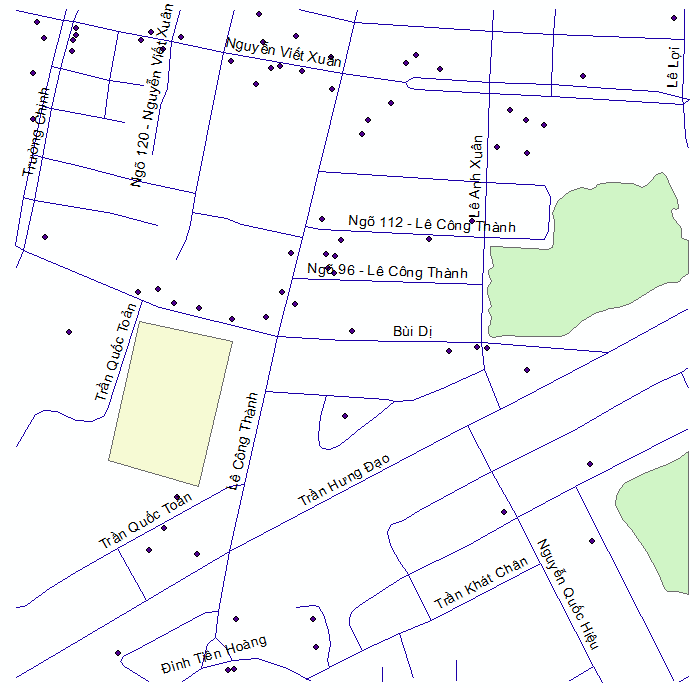 Nguyễn Viết Xuân
Ngõ 120 - Nguyễn Viết Xuân
Lê Lợi
Trường Chinh
Lê Anh Xuân
Ngõ 112 - Lê Công Thành
Ngõ 96 - Lê Công Thành
Bùi Dị
Trần Quốc Toản
Lê Công Thành
Trần Hưng Đạo
Trần Quốc Toản
Trần Khát Chân
Nguyễn Quốc Hiệu
Đinh Tiên Hoàng